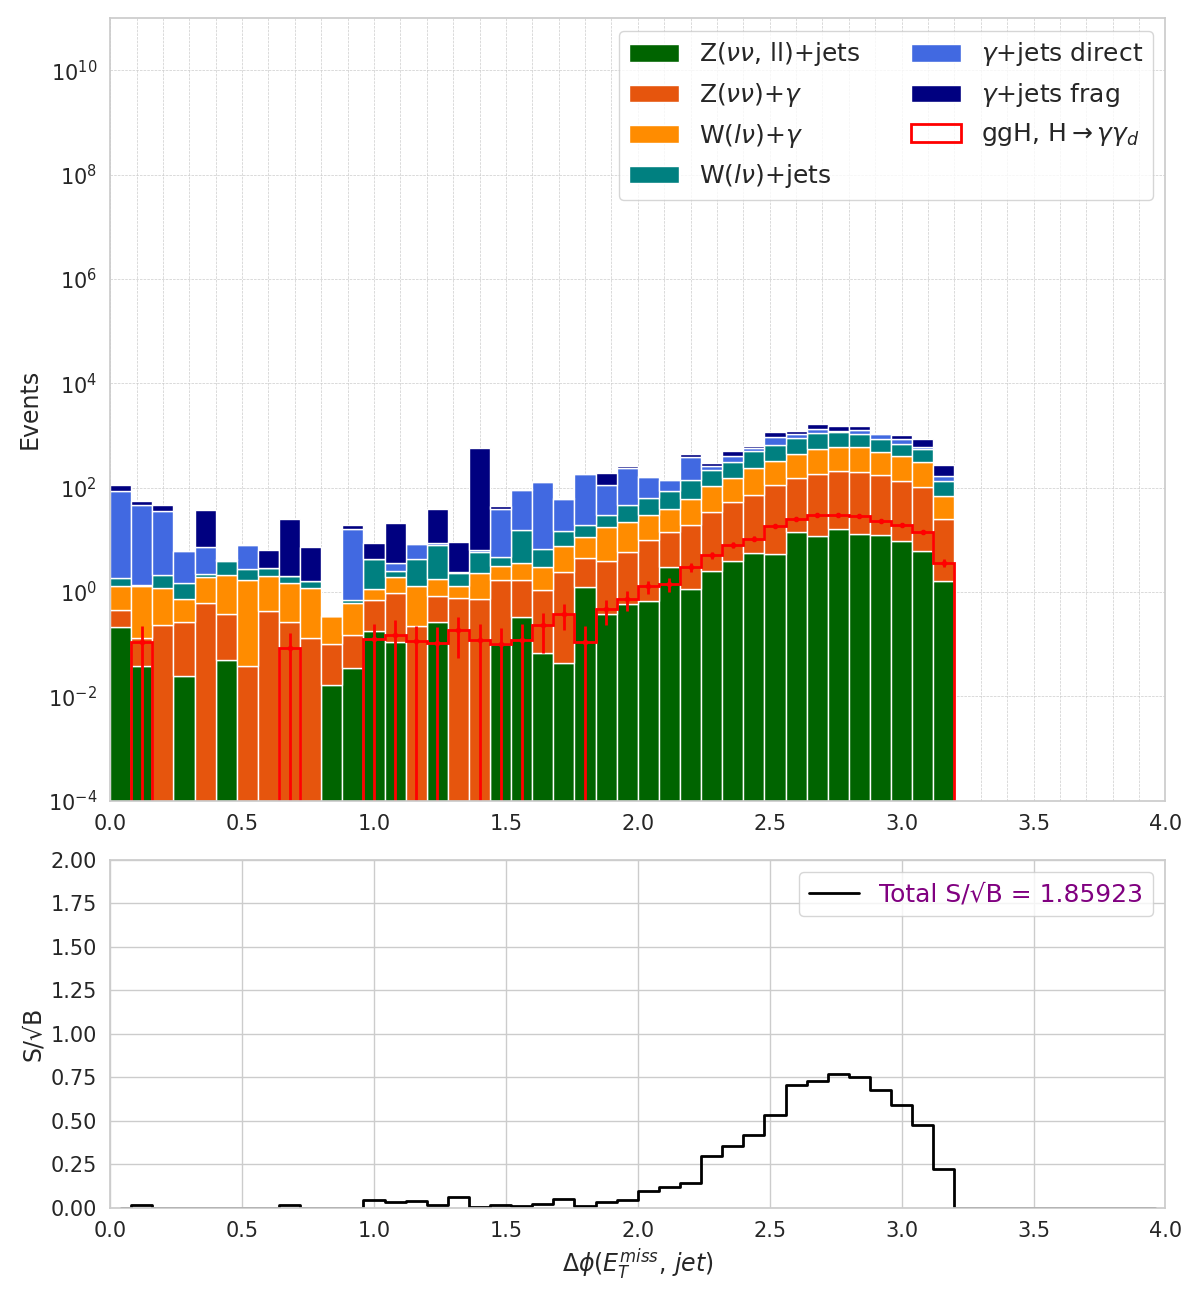 Z(νν, ll)+jets
Z(νν)+γ
W(lν)+γ
W(lν)+jets
γ+jets direct
γ+jets frag
ggH, H→γγ_d
Events
10^10
10^8
10^6
10^4
10^2
10^0
10^−2
10^−4
0.0 0.5 1.0 1.5 2.0 2.5 3.0 3.5 4.0
Total S/√B = 1.85923
S/√B
2.00
1.75
1.50
1.25
1.00
0.75
0.50
0.25
0.00
0.0 0.5 1.0 1.5 2.0 2.5 3.0 3.5 4.0
Δϕ(E_T^miss, jet)